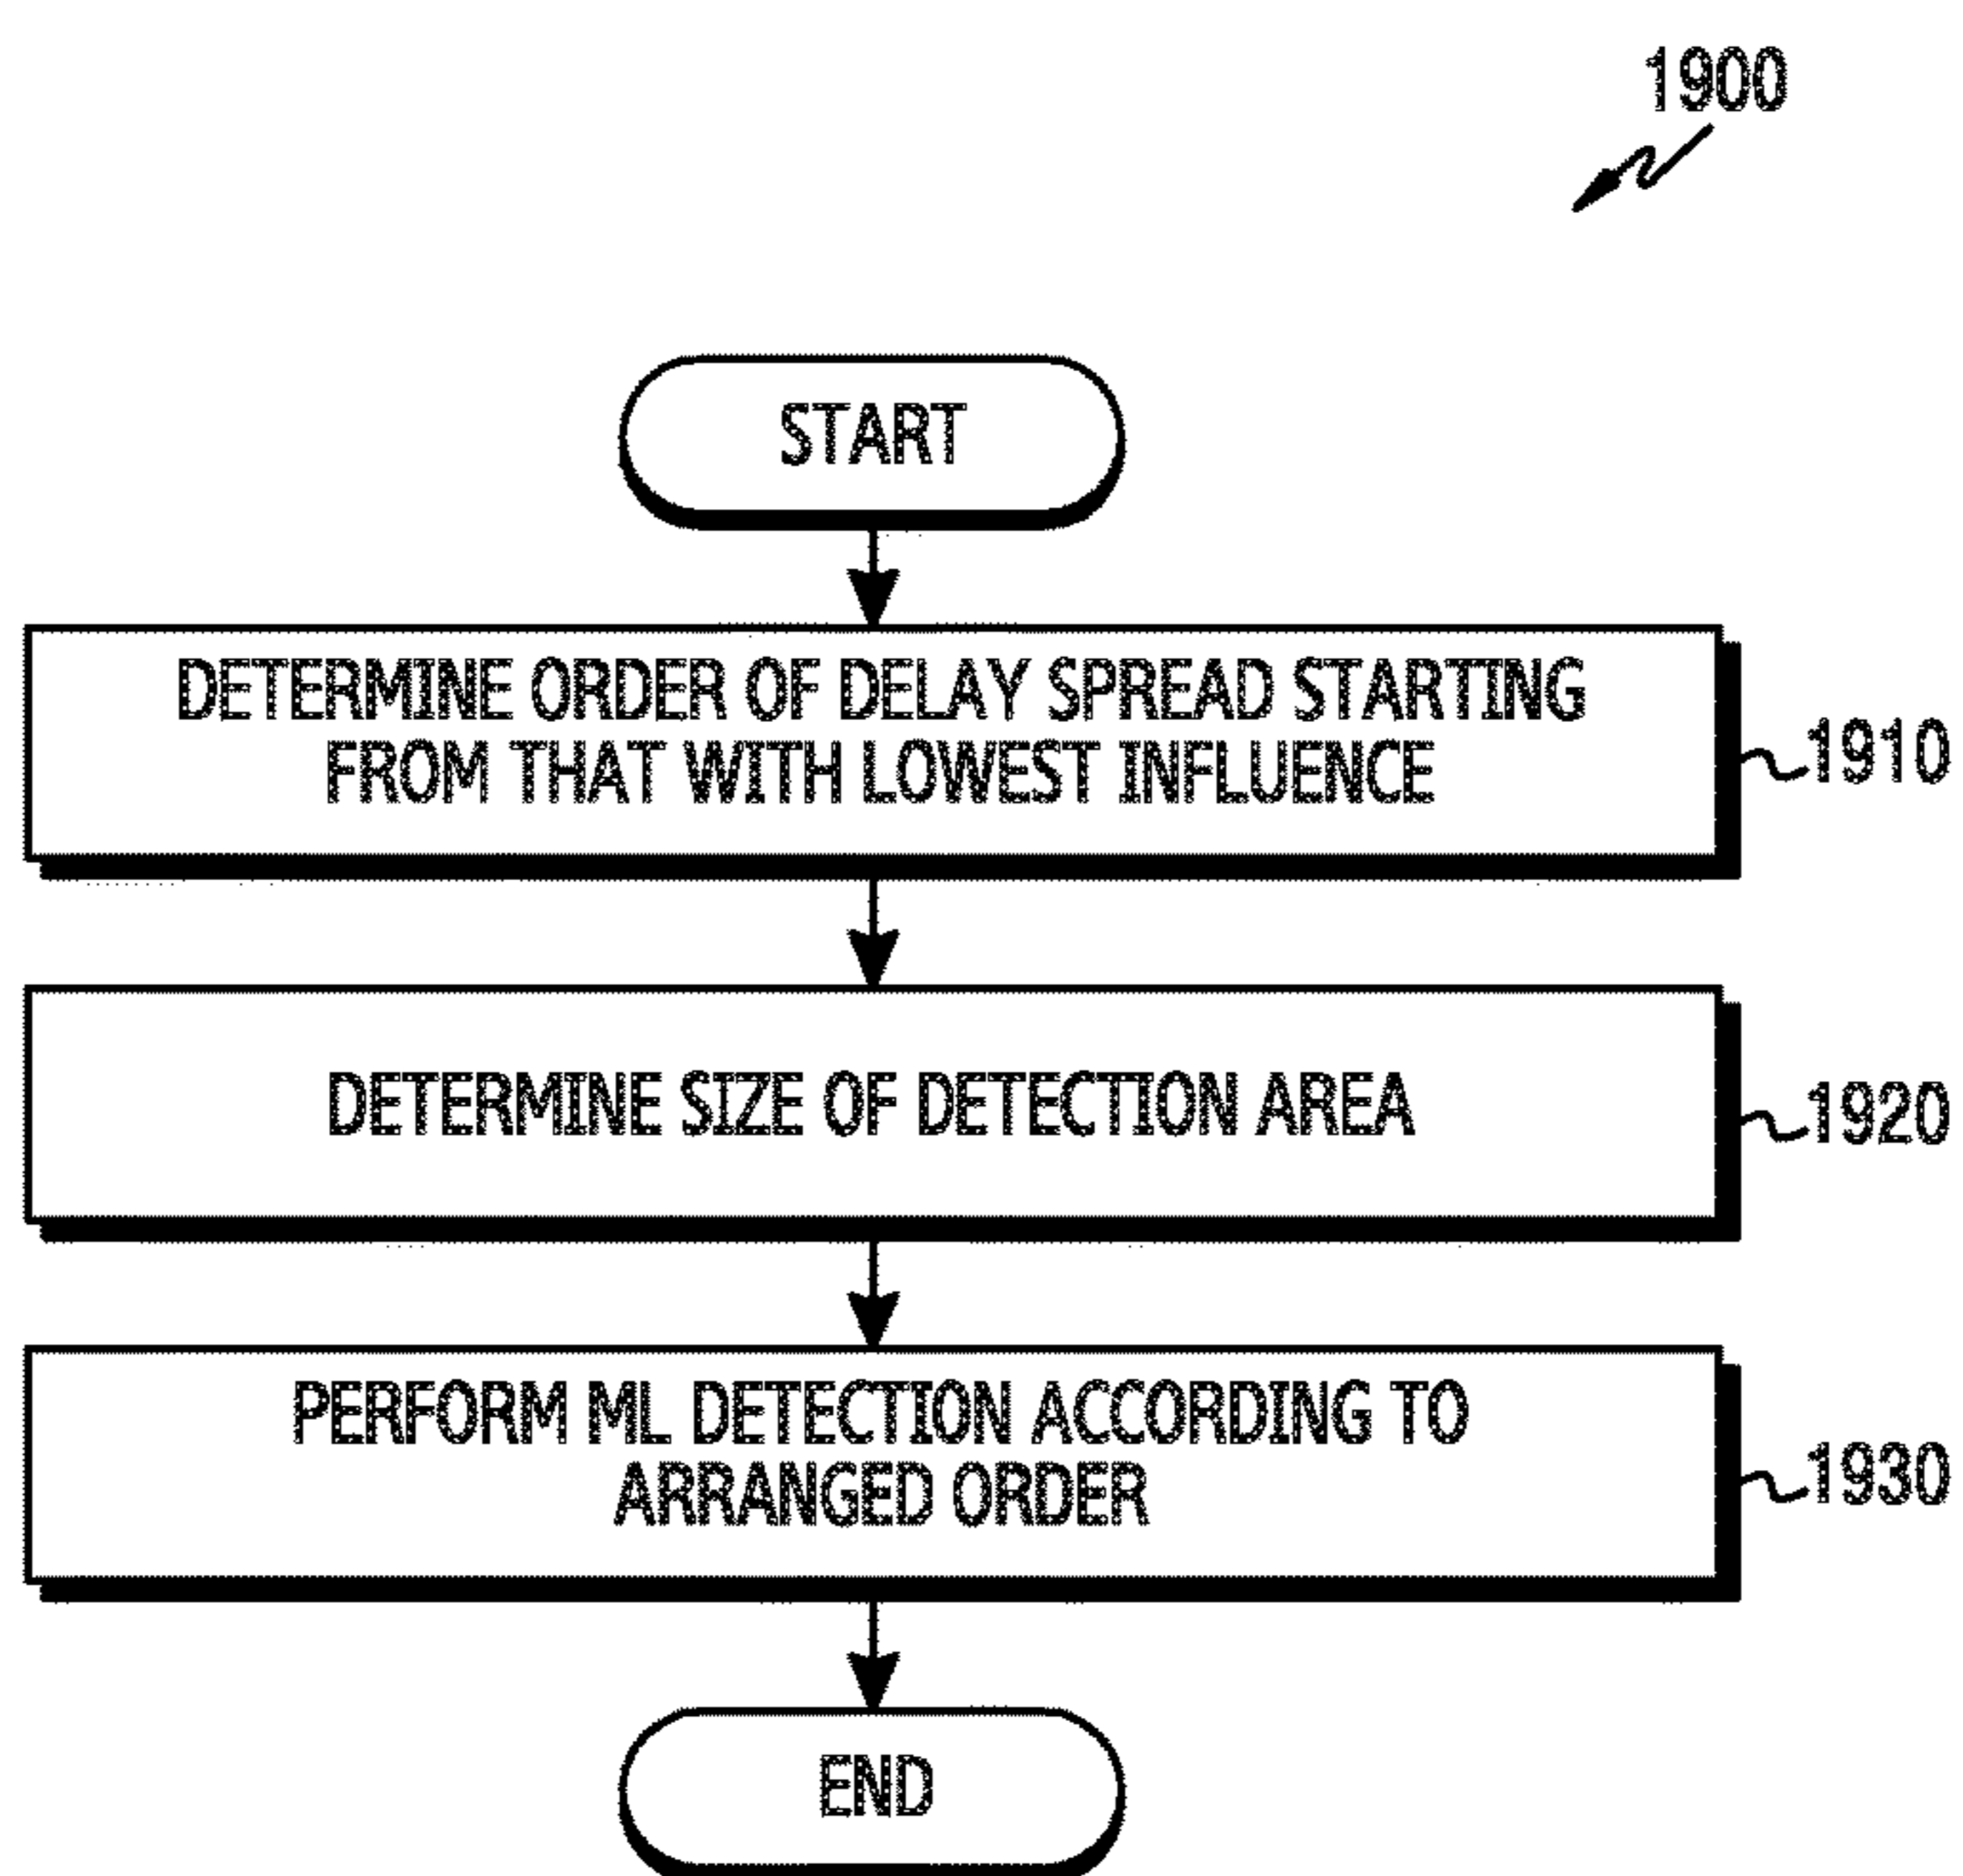 1900
START
DETERMINE ORDER OF DELAY SPREAD STARTING
FROM THAT WITH LOWEST INFLUENCE
1910
DETERMINE SIZE OF DETECTION AREA
1920
PERFORM ML DETECTION ACCORDING TO
ARRANGED ORDER
1930
END